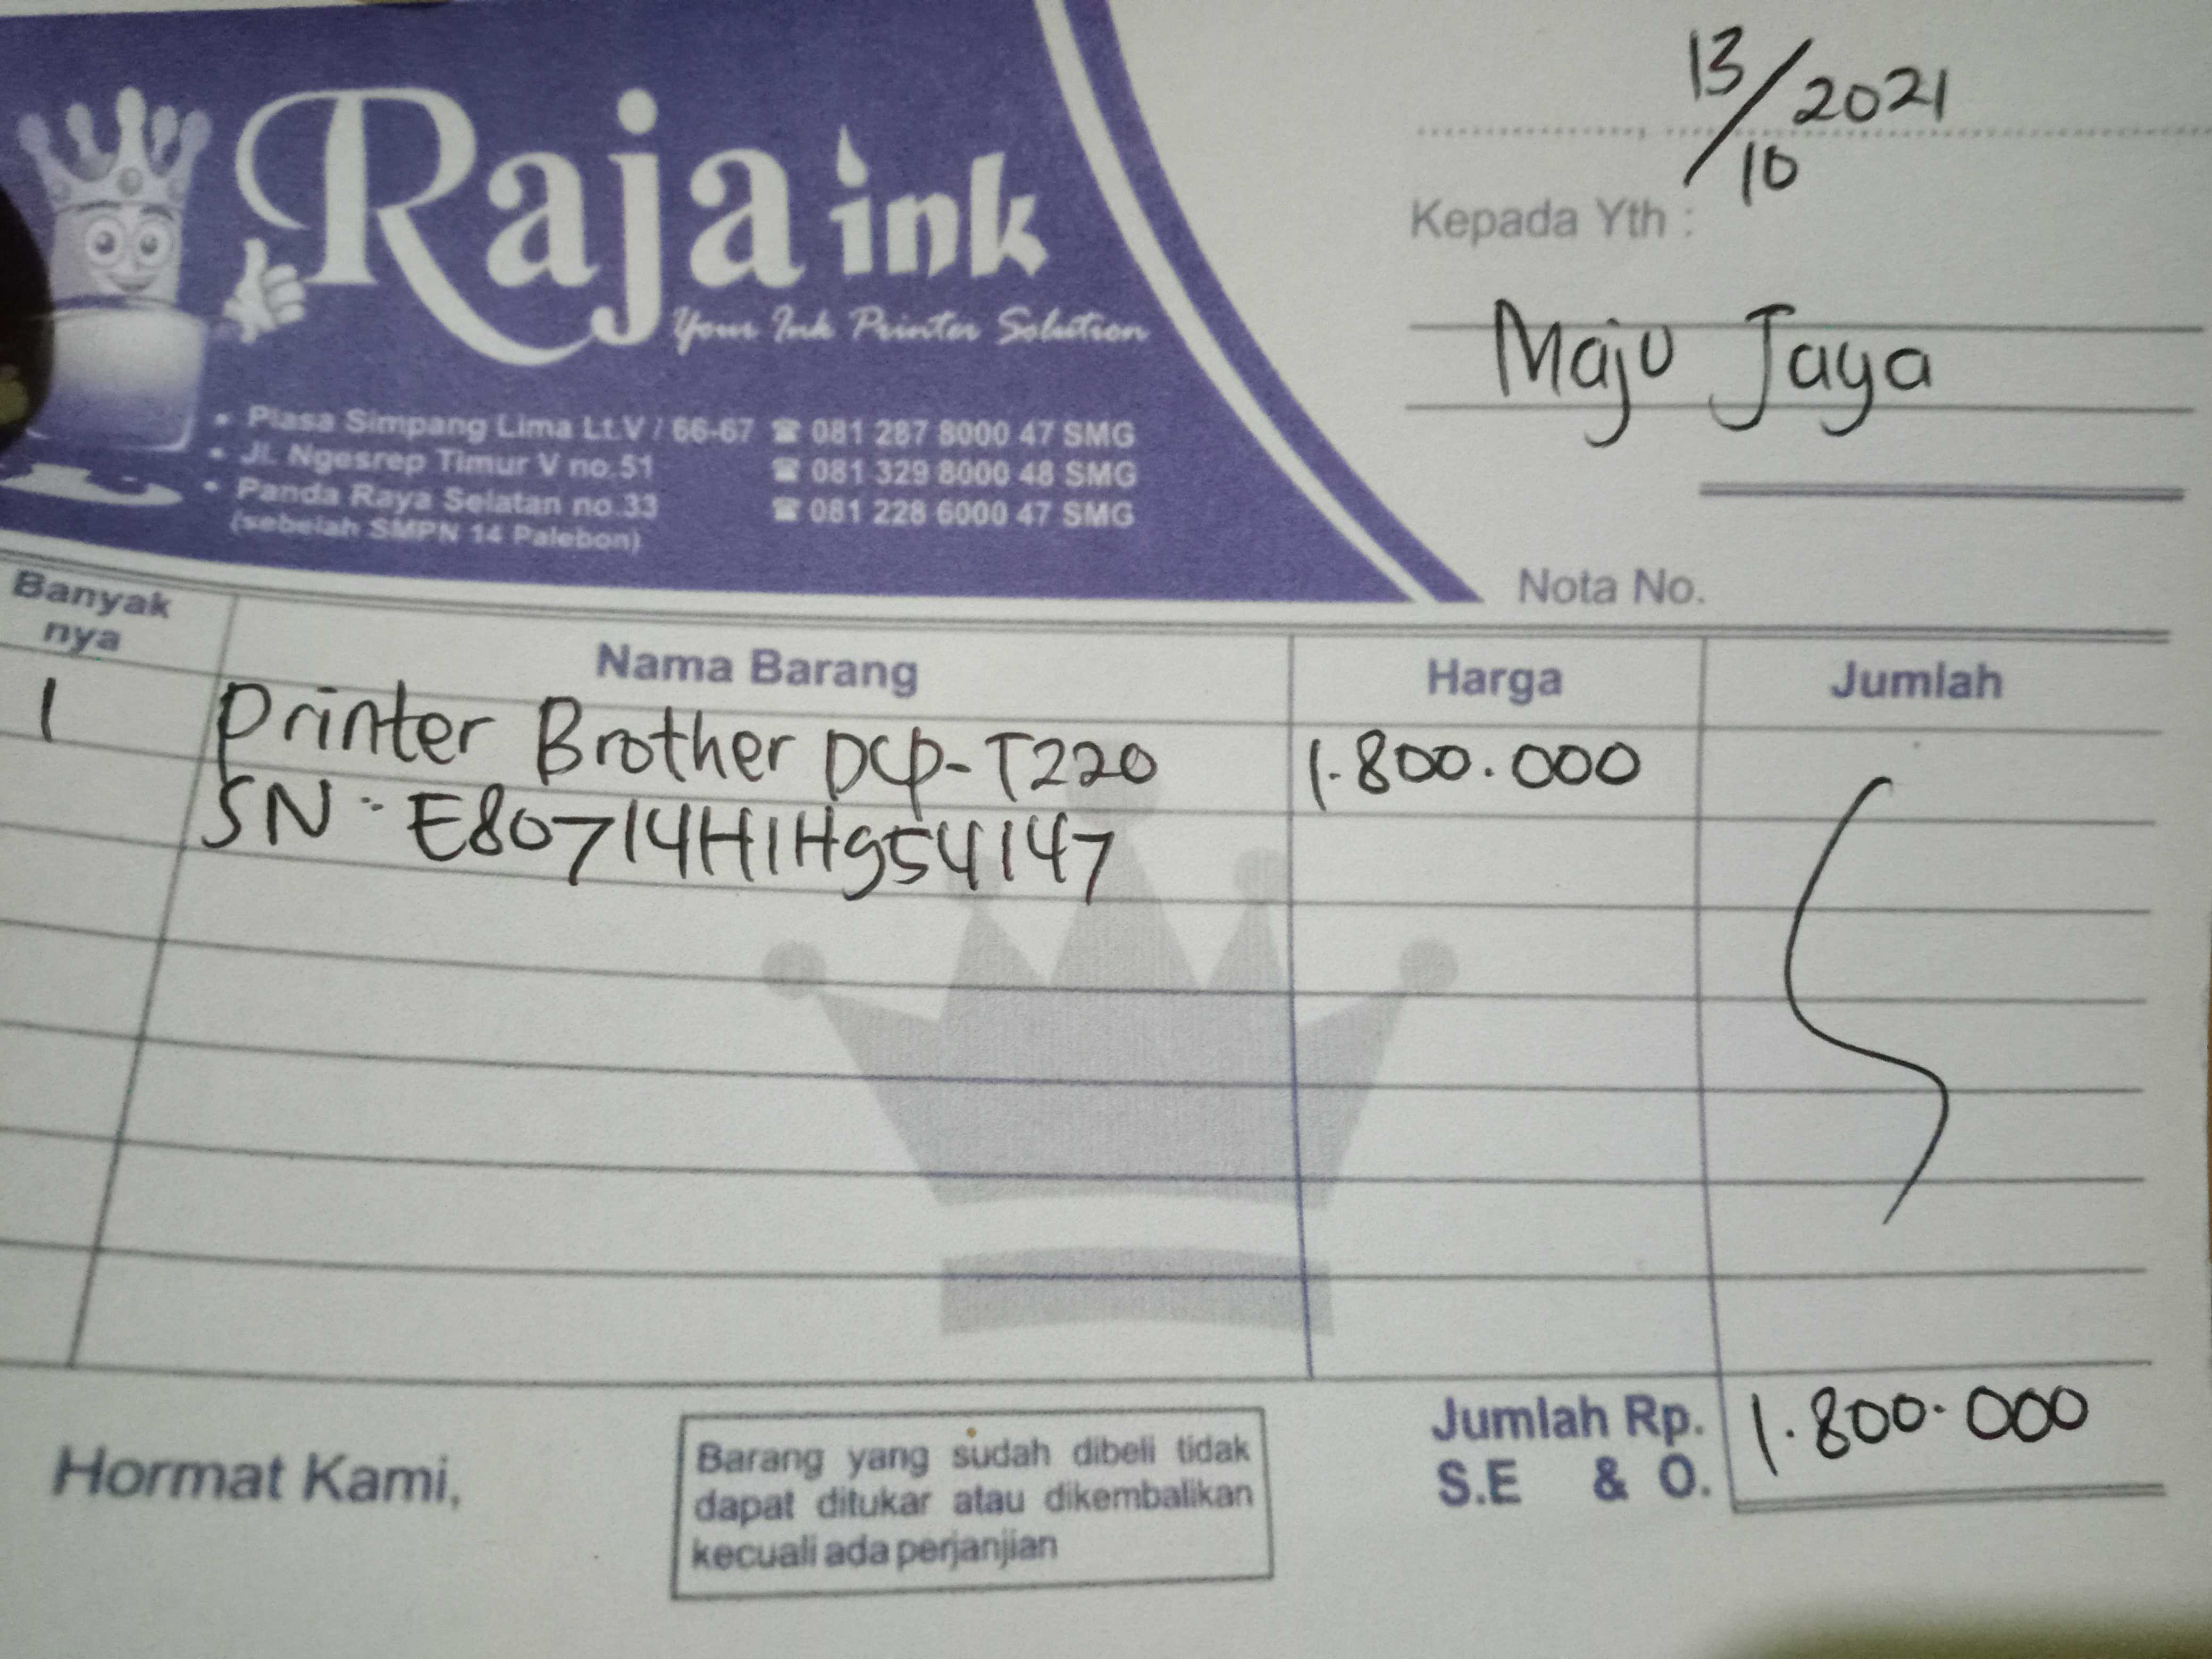 Raja ink
Your Ink Printer Solution
• Plasa Simpang Lima Lt.V / 66-67 ☎ 081 287 8000 47 SMG
• Jl. Ngesrep Timur V no.51 ☎ 081 329 8000 48 SMG
• Panda Raya Selatan no.33 ☎ 081 228 6000 47 SMG
(sebelah SMPN 14 Palebon)
13/10 2021
Kepada Yth :
Maju Jaya
Nota No.
Banyak nya Nama Barang Harga Jumlah
1 Printer Brother DCP-T220 1.800.000
SN : E80714H1H954147
Jumlah Rp. 1.800.000
S.E & O.
Hormat Kami,
Barang yang sudah dibeli tidak
dapat ditukar atau dikembalikan
kecuali ada perjanjian